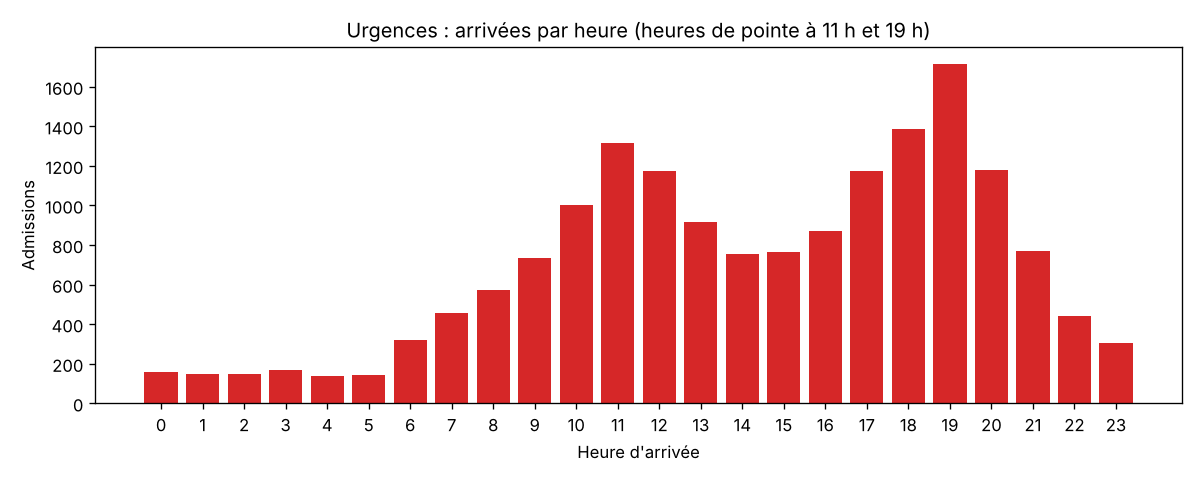 Urgences : arrivées par heure (heures de pointe à 11 h et 19 h)
Admissions
1600
1400
1200
1000
800
600
400
200
0
0 1 2 3 4 5 6 7 8 9 10 11 12 13 14 15 16 17 18 19 20 21 22 23
Heure d'arrivée